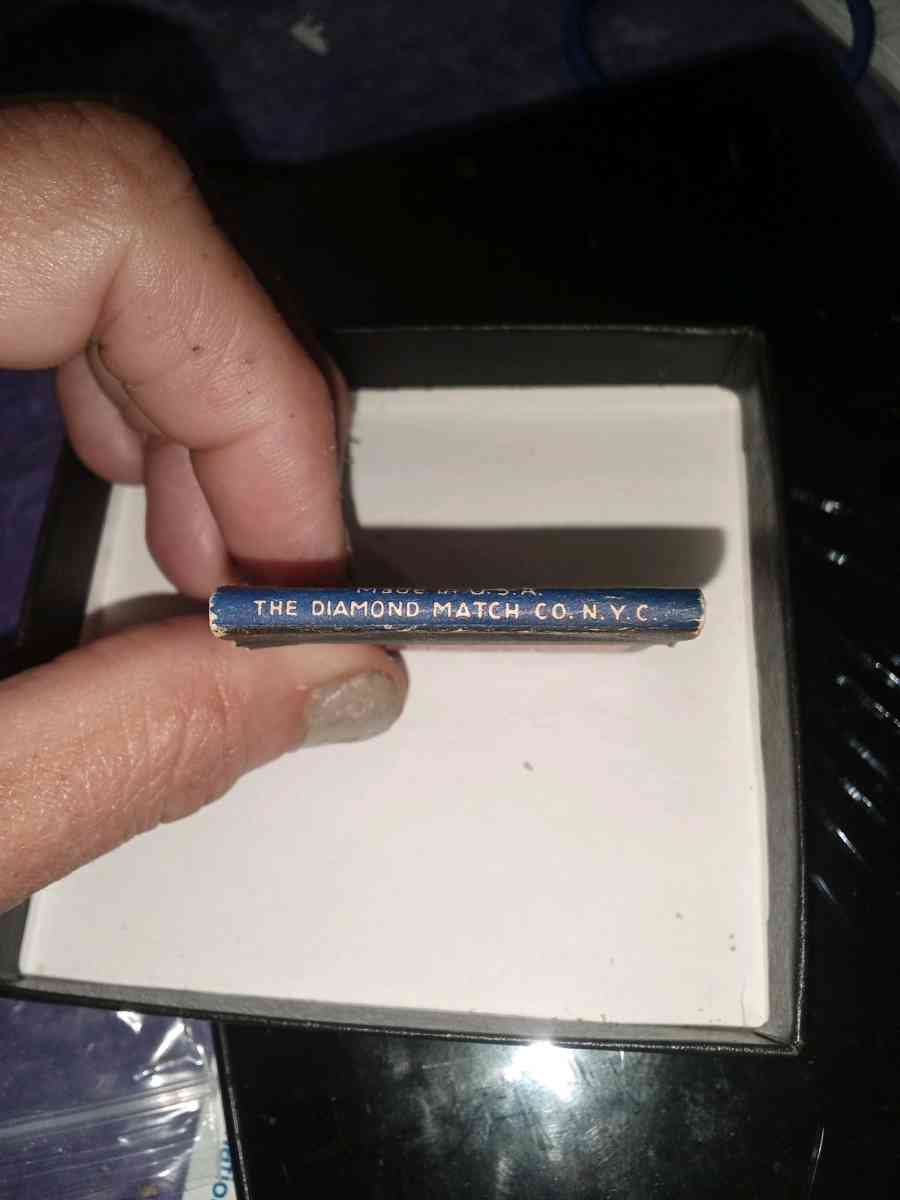 MADE IN U.S.A.
THE DIAMOND MATCH CO. N.Y.C.